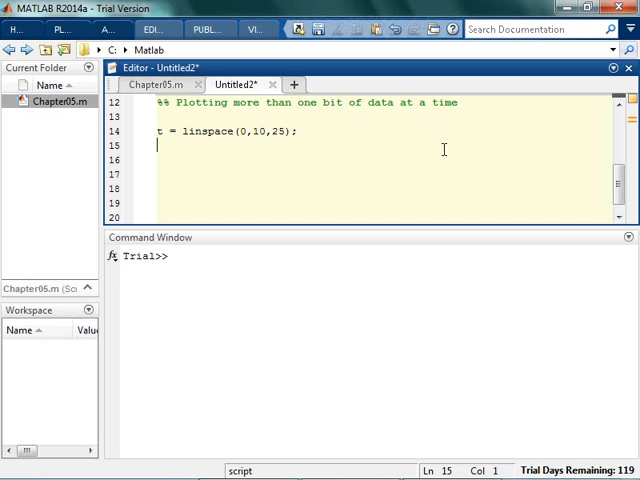 MATLAB R2014a - Trial Version
H... PL... A... EDI... PUBL... VI... Search Documentation
C: Matlab
Current Folder
Name
Chapter05.m
Chapter05.m (Sc
Workspace
Name Value
Editor - Untitled2*
Chapter05.m Untitled2*
12 %% Plotting more than one bit of data at a time
13
14 t = linspace(0,10,25);
15
16
17
18
19
20
Command Window
fx Trial>>
script Ln 15 Col 1 Trial Days Remaining: 119